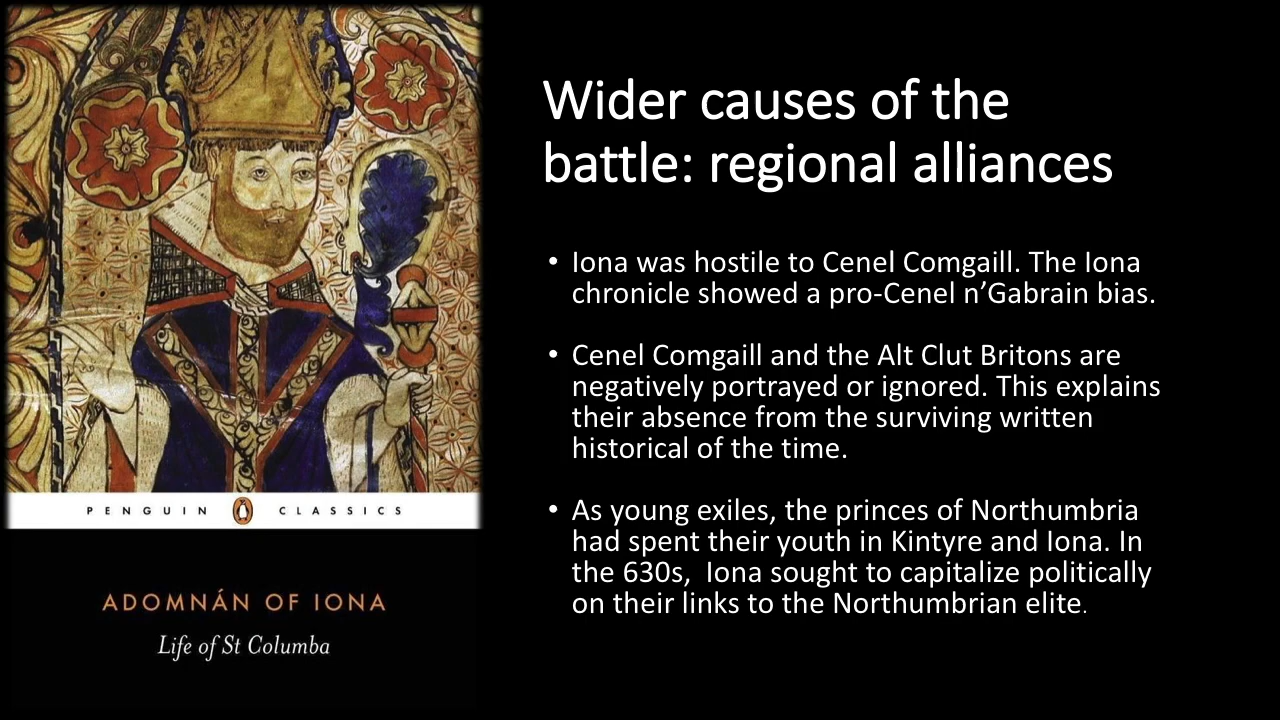 Wider causes of the
battle: regional alliances
• Iona was hostile to Cenel Comgaill. The Iona
chronicle showed a pro-Cenel n’Gabrain bias.
• Cenel Comgaill and the Alt Clut Britons are
negatively portrayed or ignored. This explains
their absence from the surviving written
historical of the time.
• As young exiles, the princes of Northumbria
had spent their youth in Kintyre and Iona. In
the 630s,  Iona sought to capitalize politically
on their links to the Northumbrian elite.
PENGUIN CLASSICS
ADOMNÁN OF IONA
Life of St Columba